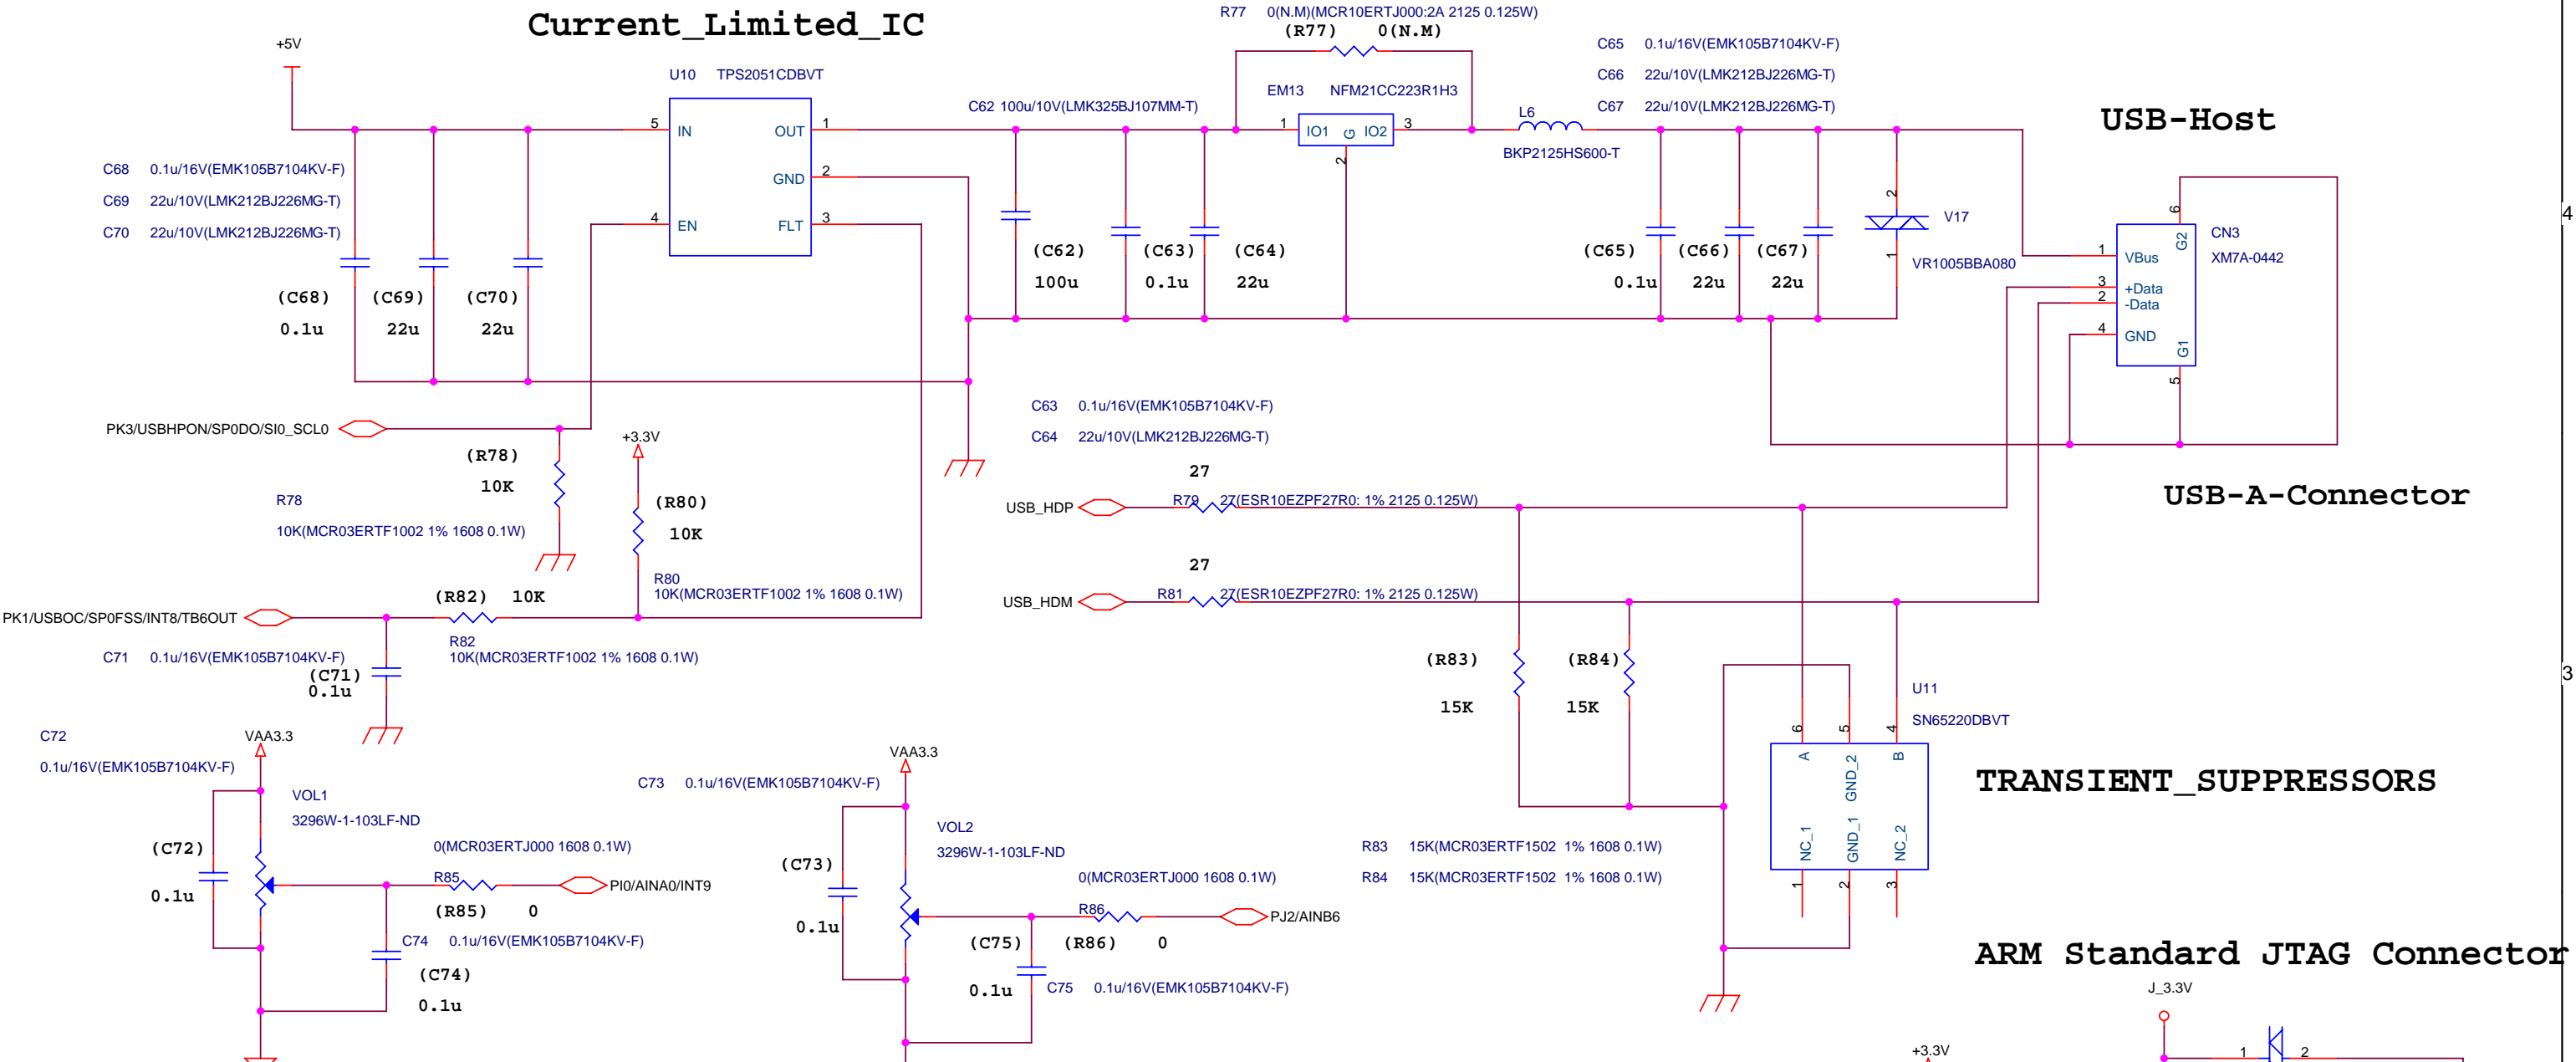 Current_Limited_IC
R77 0(N.M)(MCR10ERTJ000:2A 2125 0.125W)
(R77) 0(N.M)
+5V
U10 TPS2051CDBVT
C65 0.1u/16V(EMK105B7104KV-F)
C66 22u/10V(LMK212BJ226MG-T)
C67 22u/10V(LMK212BJ226MG-T)
EM13 NFM21CC223R1H3
C62 100u/10V(LMK325BJ107MM-T)
L6
BKP2125HS600-T
USB-Host
5 IN OUT 1
GND 2
4 EN FLT 3
1 IO1 G IO2 3
2
C68 0.1u/16V(EMK105B7104KV-F)
C69 22u/10V(LMK212BJ226MG-T)
C70 22u/10V(LMK212BJ226MG-T)
2
V17
1
VR1005BBA080
4
6
G2
CN3
XM7A-0442
1 VBus
3 +Data
2 -Data
4 GND
G1
5
(C62) (C63) (C64)
100u 0.1u 22u
(C65) (C66) (C67)
0.1u 22u 22u
(C68) (C69) (C70)
0.1u 22u 22u
C63 0.1u/16V(EMK105B7104KV-F)
C64 22u/10V(LMK212BJ226MG-T)
PK3/USBHPON/SP0DO/SI0_SCL0
+3.3V
(R78)
10K
R78
10K(MCR03ERTF1002 1% 1608 0.1W)
(R80)
10K
R80
10K(MCR03ERTF1002 1% 1608 0.1W)
27
USB_HDP R79 27(ESR10EZPF27R0: 1% 2125 0.125W)
USB-A-Connector
27
USB_HDM R81 27(ESR10EZPF27R0: 1% 2125 0.125W)
(R82) 10K
PK1/USBOC/SP0FSS/INT8/TB6OUT
R82
10K(MCR03ERTF1002 1% 1608 0.1W)
C71 0.1u/16V(EMK105B7104KV-F)
(C71)
0.1u
(R83) (R84)
15K 15K
3
U11
SN65220DBVT
6 5 4
A GND_2 B
NC_1 GND_1 NC_2
1 2 3
TRANSIENT_SUPPRESSORS
C72
0.1u/16V(EMK105B7104KV-F)
VAA3.3
VOL1
3296W-1-103LF-ND
(C72)
0.1u
0(MCR03ERTJ000 1608 0.1W)
R85
PI0/AINA0/INT9
(R85) 0
C74 0.1u/16V(EMK105B7104KV-F)
(C74)
0.1u
VAA3.3
C73 0.1u/16V(EMK105B7104KV-F)
VOL2
3296W-1-103LF-ND
(C73)
0.1u
0(MCR03ERTJ000 1608 0.1W)
R86
PJ2/AINB6
(C75) (R86) 0
0.1u
C75 0.1u/16V(EMK105B7104KV-F)
R83 15K(MCR03ERTF1502 1% 1608 0.1W)
R84 15K(MCR03ERTF1502 1% 1608 0.1W)
ARM Standard JTAG Connector
J_3.3V
+3.3V
1 2